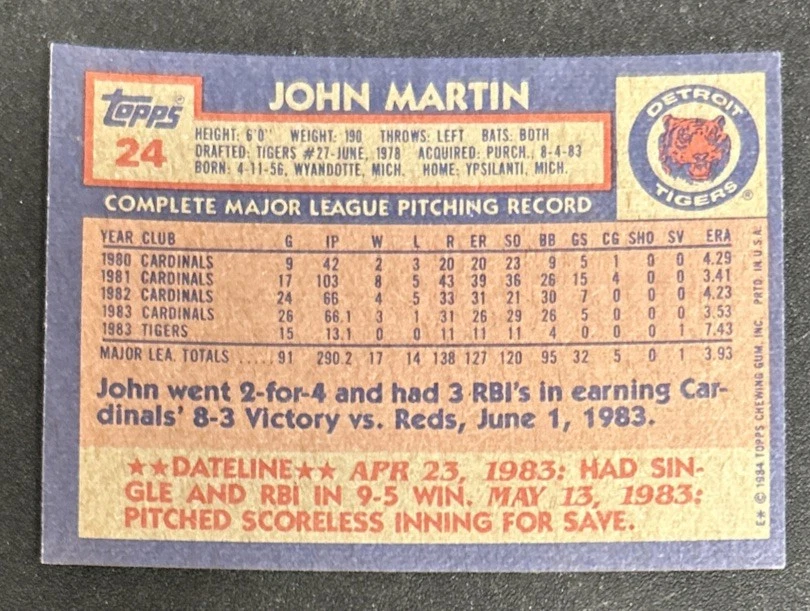 JOHN MARTIN
TOPPS®
24
HEIGHT: 6'0" WEIGHT: 190 THROWS: LEFT BATS: BOTH
DRAFTED: TIGERS #27-JUNE, 1978 ACQUIRED: PURCH., 8-4-83
BORN: 4-11-56, WYANDOTTE, MICH. HOME: YPSILANTI, MICH.
DETROIT
TIGERS®
COMPLETE MAJOR LEAGUE PITCHING RECORD
YEAR CLUB G IP W L R ER SO BB GS CG SHO SV ERA
1980 CARDINALS 9 42 2 3 20 20 23 9 5 1 0 0 4.29
1981 CARDINALS 17 103 8 5 43 39 36 26 15 4 0 0 3.41
1982 CARDINALS 24 66 4 5 33 31 21 30 7 0 0 0 4.23
1983 CARDINALS 26 66.1 3 1 31 26 29 26 5 0 0 0 3.53
1983 TIGERS 15 13.1 0 0 11 11 11 4 0 0 0 1 7.43
MAJOR LEA. TOTALS ..... 91 290.2 17 14 138 127 120 95 32 5 0 1 3.93
John went 2-for-4 and had 3 RBI's in earning Car-
dinals' 8-3 Victory vs. Reds, June 1, 1983.
★★DATELINE★★ APR 23, 1983: HAD SIN-
GLE AND RBI IN 9-5 WIN. MAY 13, 1983:
PITCHED SCORELESS INNING FOR SAVE.
E* © 1984 TOPPS CHEWING GUM, INC. PRTD. IN U.S.A.